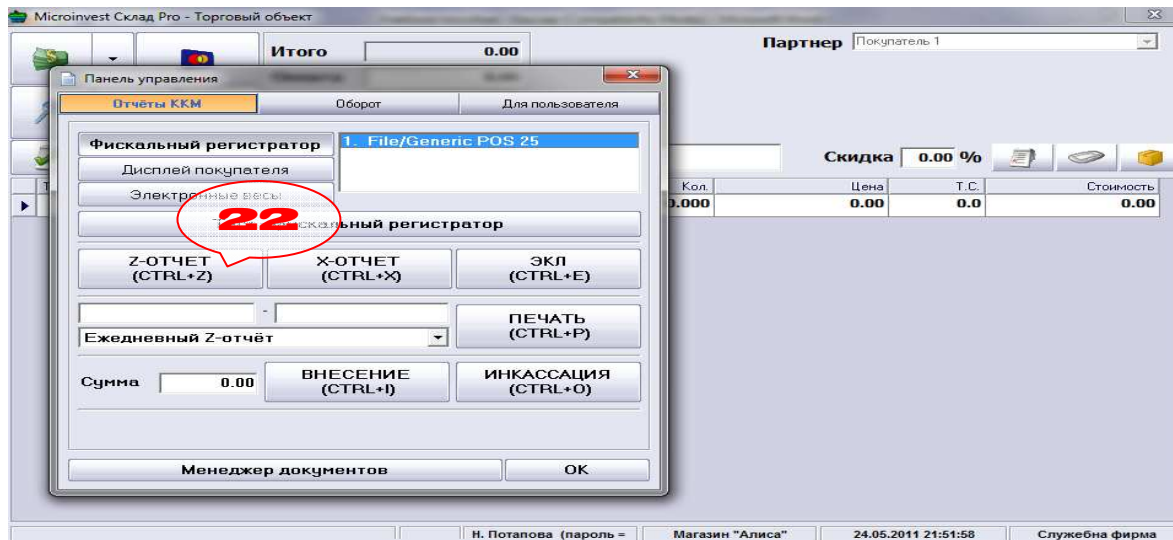 Microinvest Склад Pro - Торговый объект
Итого 0.00
Партнер Покупатель 1
Панель управления
Отчёты ККМ Оборот Для пользователя
Фискальный регистратор
1. File/Generic POS 25
Дисплей покупателя
Электронные весы
Скидка 0.00 %
Кол. Цена Т.С. Стоимость
0.000 0.00 0.0 0.00
22
регистратор
Z-ОТЧЕТ (CTRL+Z)
X-ОТЧЕТ (CTRL+X)
ЭКЛ (CTRL+E)
-
Ежедневный Z-отчёт
ПЕЧАТЬ (CTRL+P)
Сумма 0.00
ВНЕСЕНИЕ (CTRL+I)
ИНКАССАЦИЯ (CTRL+O)
Менеджер документов
OK
Н. Потапова (пароль = Магазин "Алиса" 24.05.2011 21:51:58 Служебна фирма